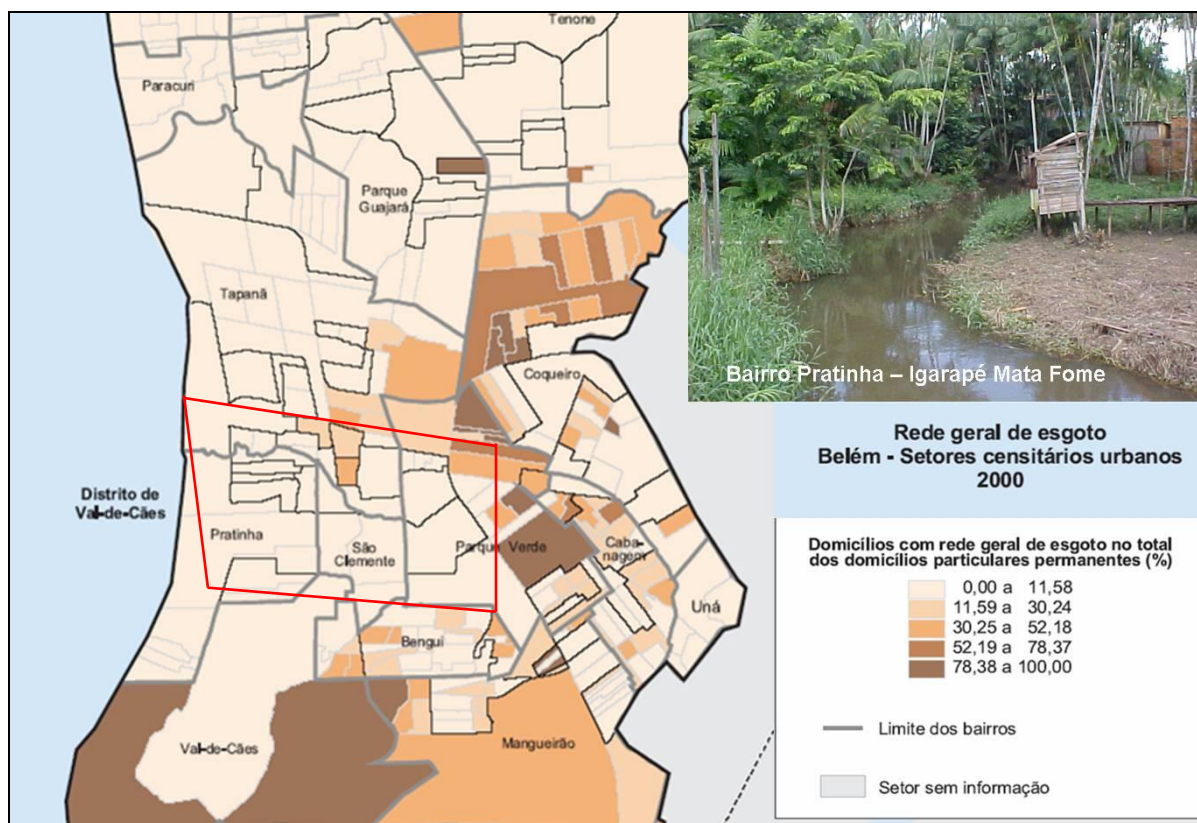 Tenone
Paracuri
Parque
Guajará
Tapanã
Coqueiro
Distrito de
Val-de-Cães
Pratinha
São
Clemente
Parque Verde
Caba-
nagem
Uná
Bengui
Val-de-Cães
Mangueirão
Bairro Pratinha – Igarapé Mata Fome
Rede geral de esgoto
Belém - Setores censitários urbanos
2000
Domicílios com rede geral de esgoto no total
dos domicílios particulares permanentes (%)
0,00 a 11,58
11,59 a 30,24
30,25 a 52,18
52,19 a 78,37
78,38 a 100,00
Limite dos bairros
Setor sem informação